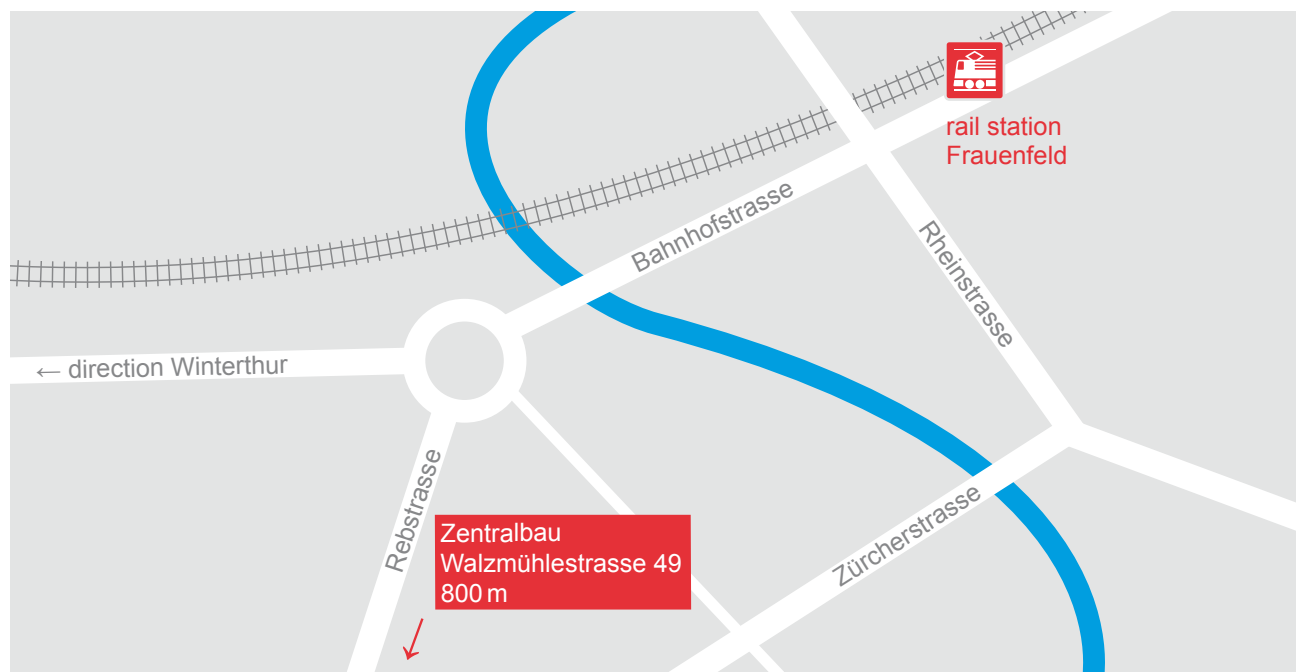 rail station
Frauenfeld
Bahnhofstrasse
Rheinstrasse
← direction Winterthur
Rebstrasse
Zürcherstrasse
Zentralbau
Walzmühlestrasse 49
800 m